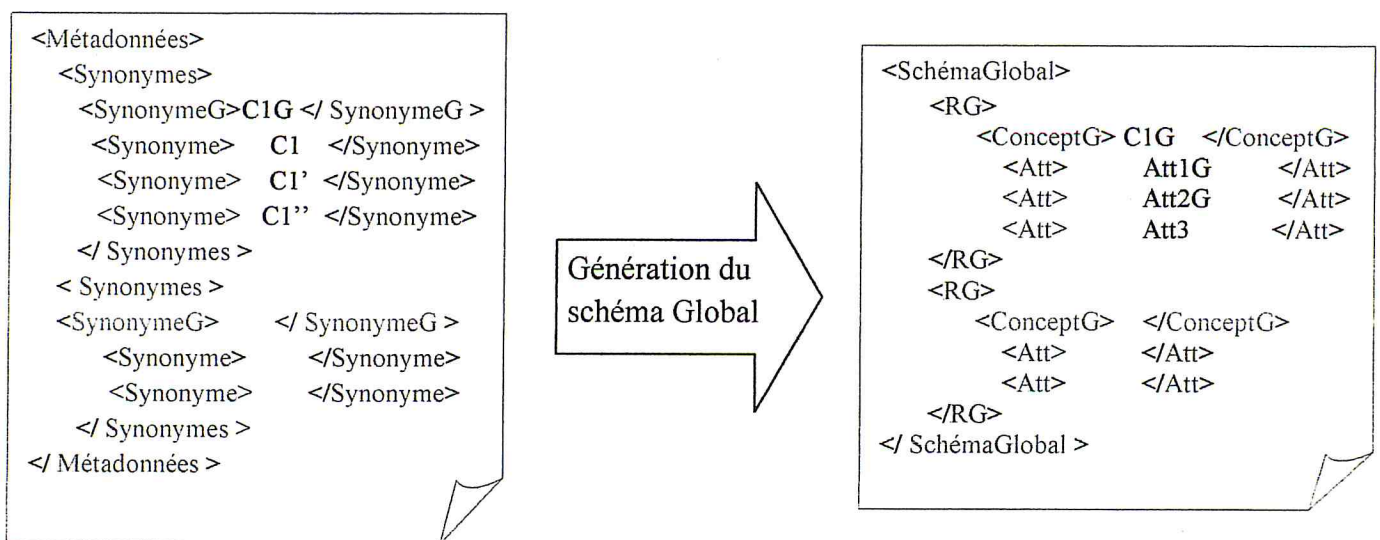 <Métadonnées>
<Synonymes>
<SynonymeG>C1G </ SynonymeG >
<Synonyme> C1 </Synonyme>
<Synonyme> C1' </Synonyme>
<Synonyme> C1'' </Synonyme>
</ Synonymes >
< Synonymes >
<SynonymeG> </ SynonymeG >
<Synonyme> </Synonyme>
<Synonyme> </Synonyme>
</ Synonymes >
</ Métadonnées >
Génération du
schéma Global
<SchémaGlobal>
<RG>
<ConceptG> C1G </ConceptG>
<Att> Att1G </Att>
<Att> Att2G </Att>
<Att> Att3 </Att>
</RG>
<RG>
<ConceptG> </ConceptG>
<Att> </Att>
<Att> </Att>
</RG>
</ SchémaGlobal >